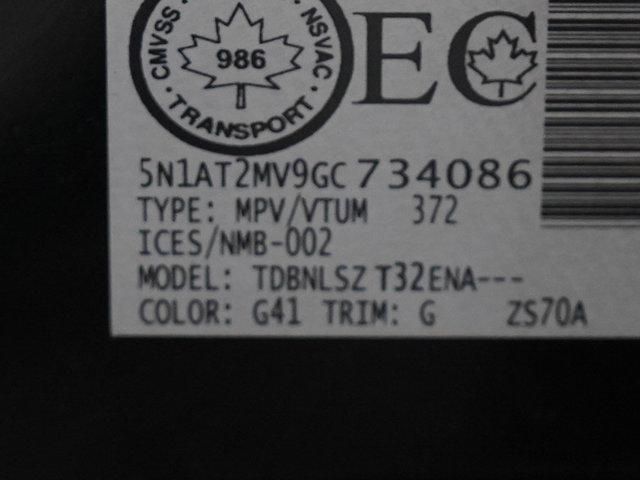 CMVSS · NSVAC · TRANSPORT ·
986
EC
5N1AT2MV9GC734086
TYPE: MPV/VTUM 372
ICES/NMB-002
MODEL: TDBNLSZ T32ENA---
COLOR: G41 TRIM: G ZS70A